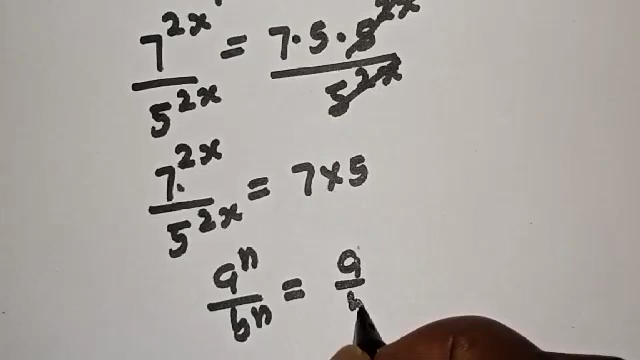 7^2x / 5^2x = 7·5·5^2x / 5^2x
7·^2x / 5^2x = 7×5
a^n / b^n = a /